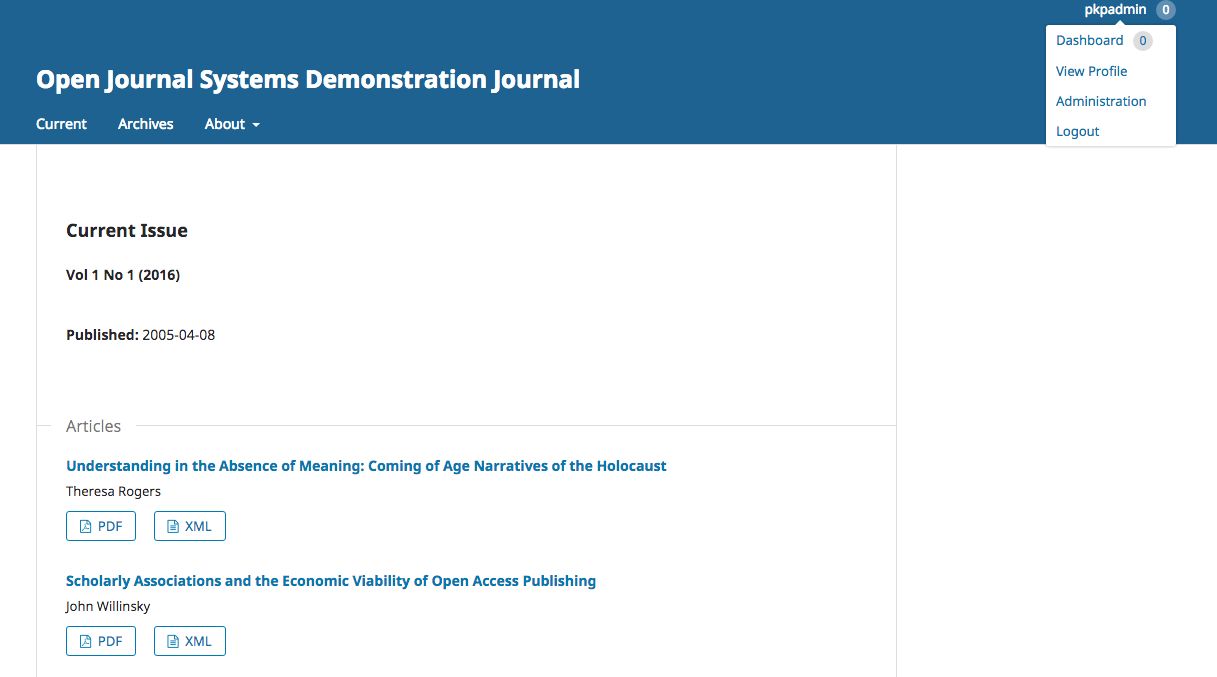 pkpadmin 0
Dashboard 0
View Profile
Administration
Logout
Open Journal Systems Demonstration Journal
Current Archives About
Current Issue
Vol 1 No 1 (2016)
Published: 2005-04-08
Articles
Understanding in the Absence of Meaning: Coming of Age Narratives of the Holocaust
Theresa Rogers
PDF XML
Scholarly Associations and the Economic Viability of Open Access Publishing
John Willinsky
PDF XML